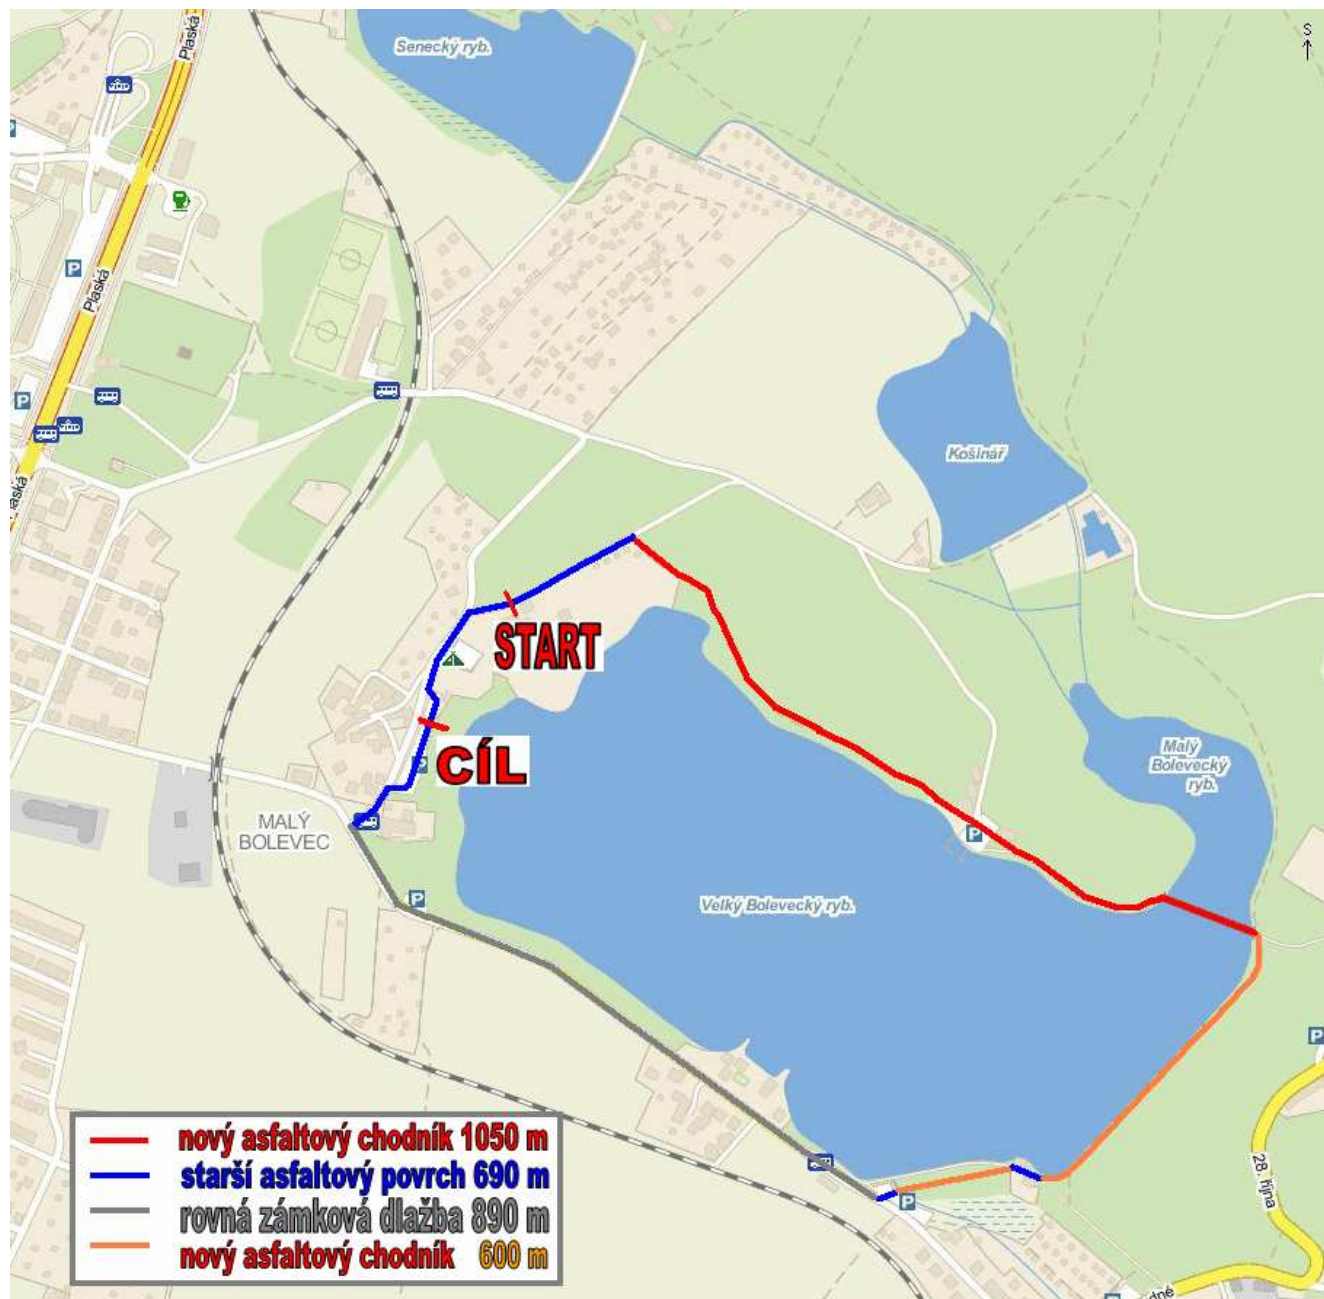 Plaská
Senecký ryb.
S
P
Plaská
P
Košinář
START
Malý
Bolevecký
ryb.
CÍL
P
MALÝ
BOLEVEC
P
P
Velký Bolevecký ryb.
P
nový asfaltový chodník 1050 m
starší asfaltový povrch 690 m
rovná zámková dlažba 890 m
nový asfaltový chodník 600 m
28. října
P
P
dné